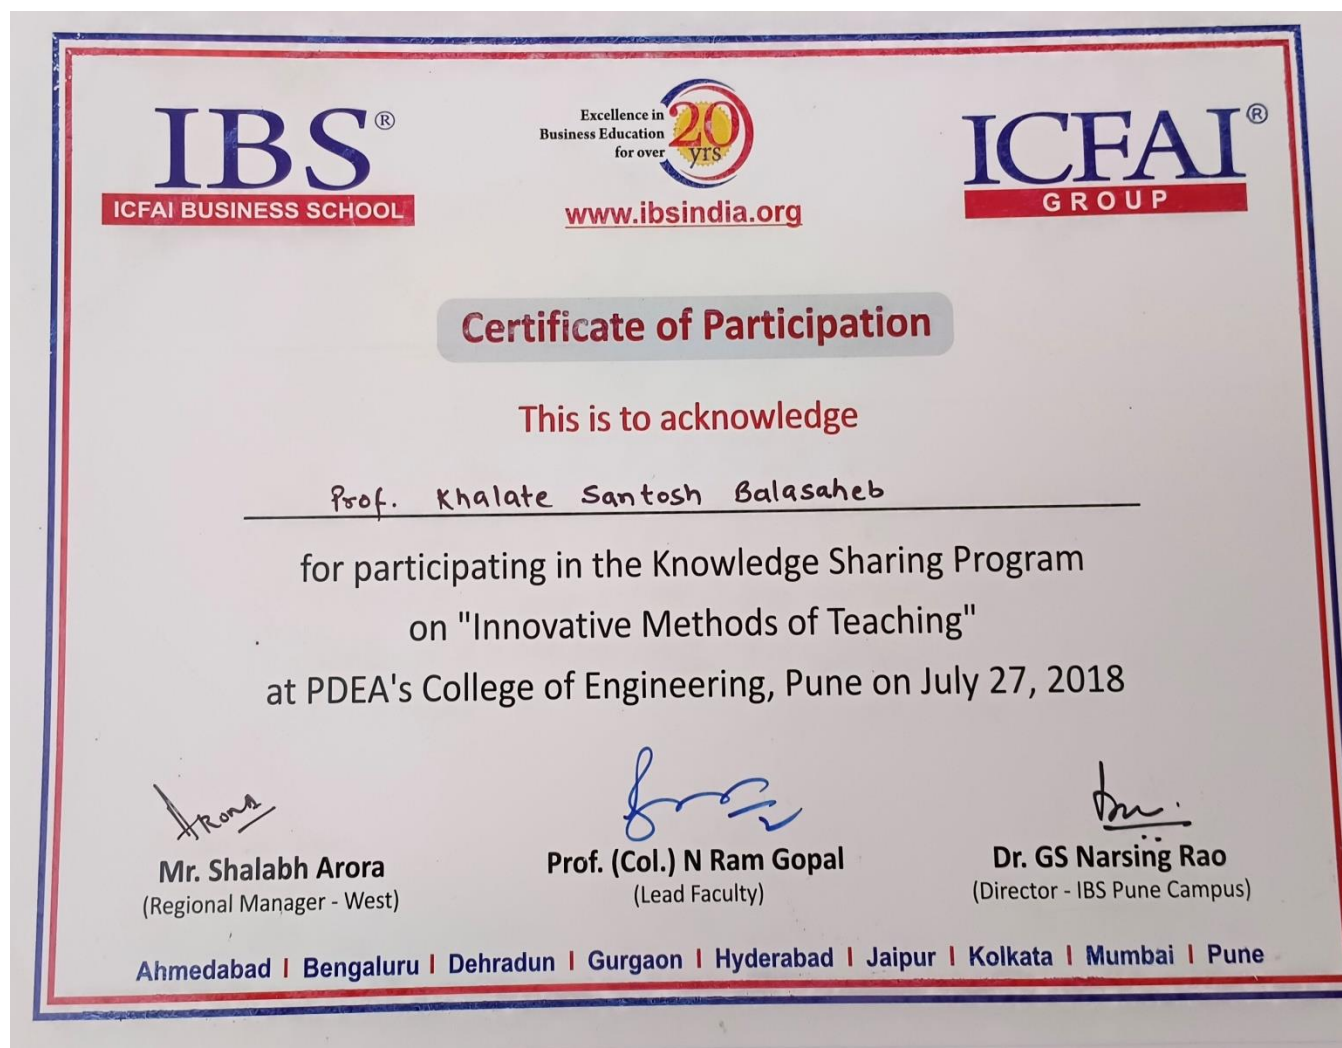 IBS®
ICFAI BUSINESS SCHOOL
Excellence in
Business Education
for over
20
yrs
www.ibsindia.org
ICFAI®
GROUP
Certificate of Participation
This is to acknowledge
Prof. Khalate Santosh Balasaheb
for participating in the Knowledge Sharing Program
on "Innovative Methods of Teaching"
at PDEA's College of Engineering, Pune on July 27, 2018
Arora
Mr. Shalabh Arora
(Regional Manager - West)
Prof. (Col.) N Ram Gopal
(Lead Faculty)
Dr. GS Narsing Rao
(Director - IBS Pune Campus)
Ahmedabad I Bengaluru I Dehradun I Gurgaon I Hyderabad I Jaipur I Kolkata I Mumbai I Pune